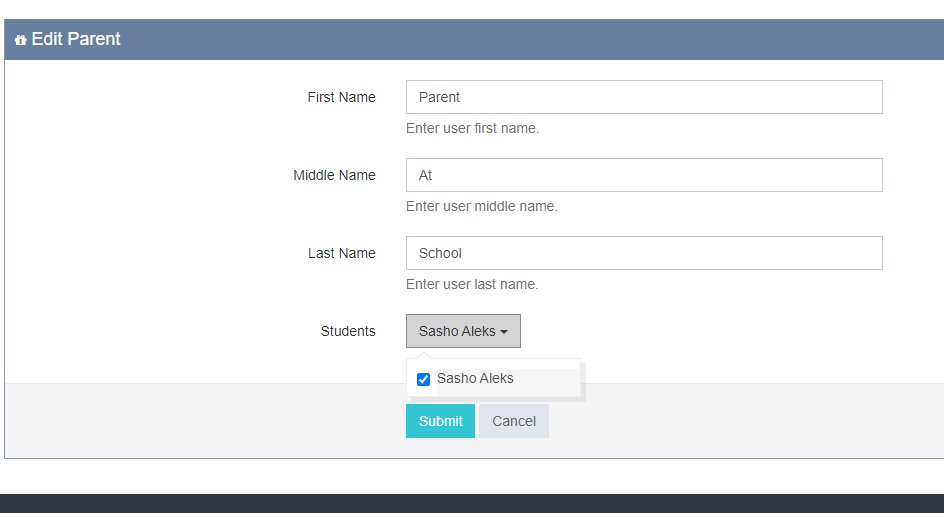 Edit Parent
First Name Parent
Enter user first name.
Middle Name At
Enter user middle name.
Last Name School
Enter user last name.
Students Sasho Aleks
Sasho Aleks
Submit Cancel